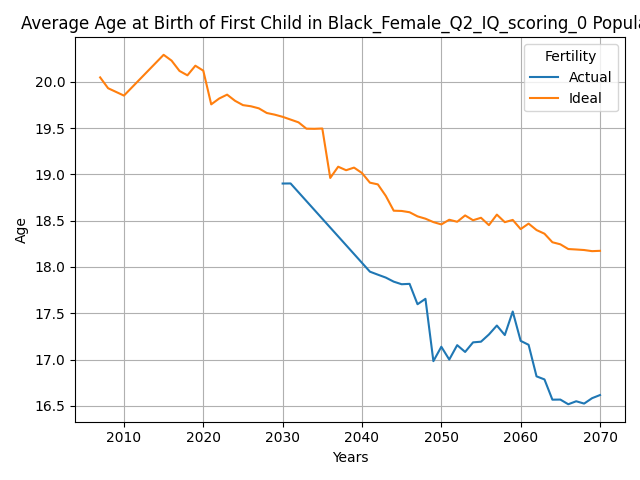 Average Age at Birth of First Child in Black_Female_Q2_IQ_scoring_0 Popula
Fertility
Actual
Ideal
20.0
19.5
19.0
18.5
18.0
17.5
17.0
16.5
Age
2010 2020 2030 2040 2050 2060 2070
Years